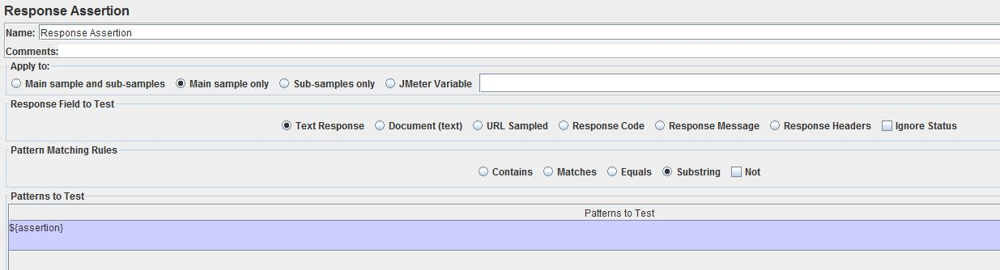 Response Assertion
Name: Response Assertion
Comments:
Apply to:
Main sample and sub-samples Main sample only Sub-samples only JMeter Variable
Response Field to Test
Text Response Document (text) URL Sampled Response Code Response Message Response Headers Ignore Status
Pattern Matching Rules
Contains Matches Equals Substring Not
Patterns to Test
Patterns to Test
${assertion}